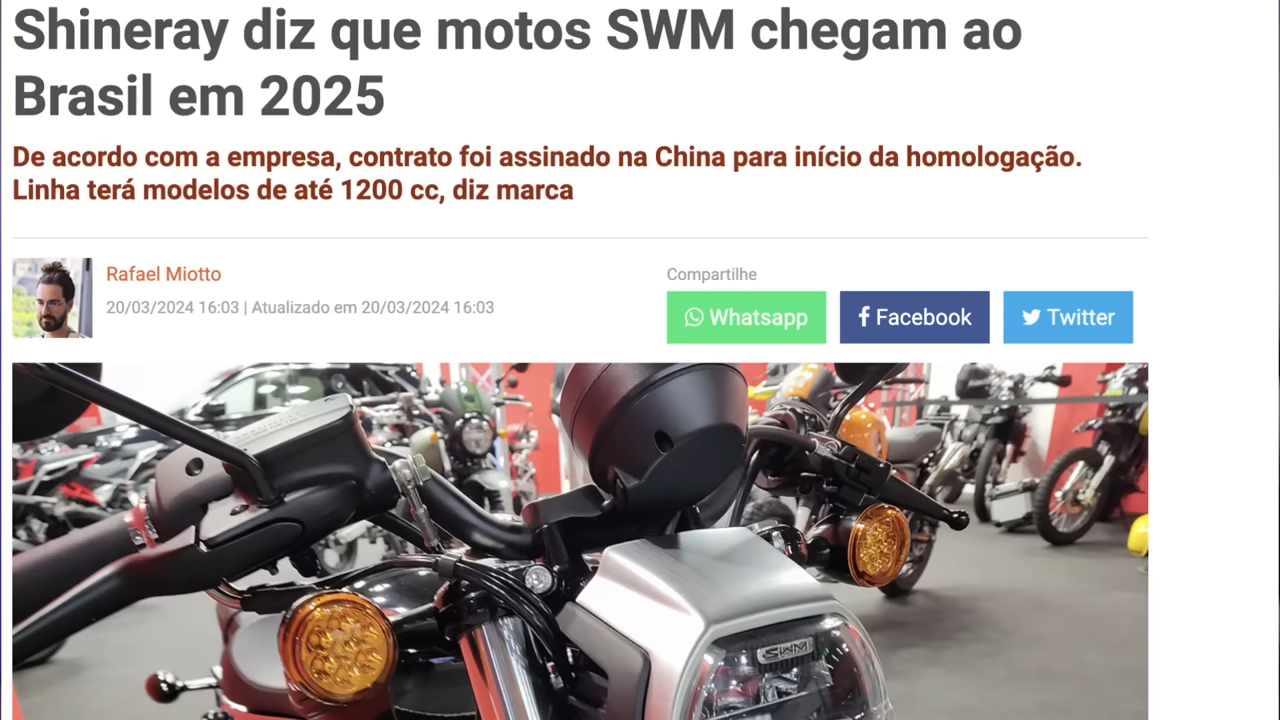 Shineray diz que motos SWM chegam ao
Brasil em 2025
De acordo com a empresa, contrato foi assinado na China para início da homologação.
Linha terá modelos de até 1200 cc, diz marca
Rafael Miotto
20/03/2024 16:03 | Atualizado em 20/03/2024 16:03
Compartilhe
Whatsapp
Facebook
Twitter
SWM